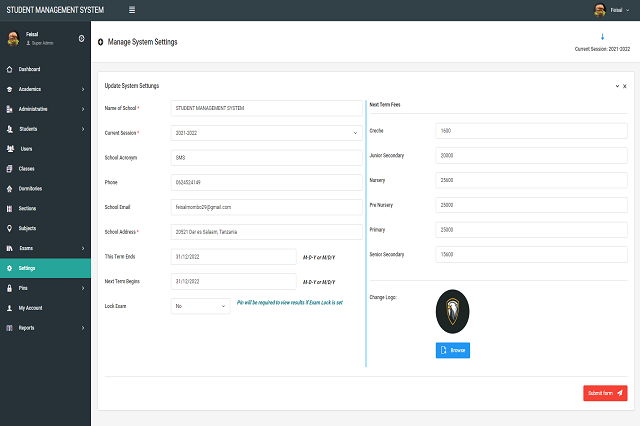 STUDENT MANAGEMENT SYSTEM
Feisal
Feisal
Super Admin
Manage System Settings
Current Session: 2021-2022
Dashboard
Academics
Administrative
Students
Users
Classes
Dormitories
Sections
Subjects
Exams
Settings
Pins
My Account
Reports
Update System Settungs
Name of School *
STUDENT MANAGEMENT SYSTEM
Current Session *
2021-2022
School Acronym
SMS
Phone
0624524149
School Email
feisalmombo29@gmail.com
School Address *
20521 Dar es Salaam, Tanzania
This Term Ends
31/12/2022
M-D-Y or M/D/Y
Next Term Begins
31/12/2022
M-D-Y or M/D/Y
Lock Exam
No
Pin will be required to view results if Exam Lock is set
Next Term Fees
Creche
1600
Junior Secondary
20000
Nursery
25600
Pre Nursery
25000
Primary
25000
Senior Secondary
15600
Change Logo:
Browse
Submit form